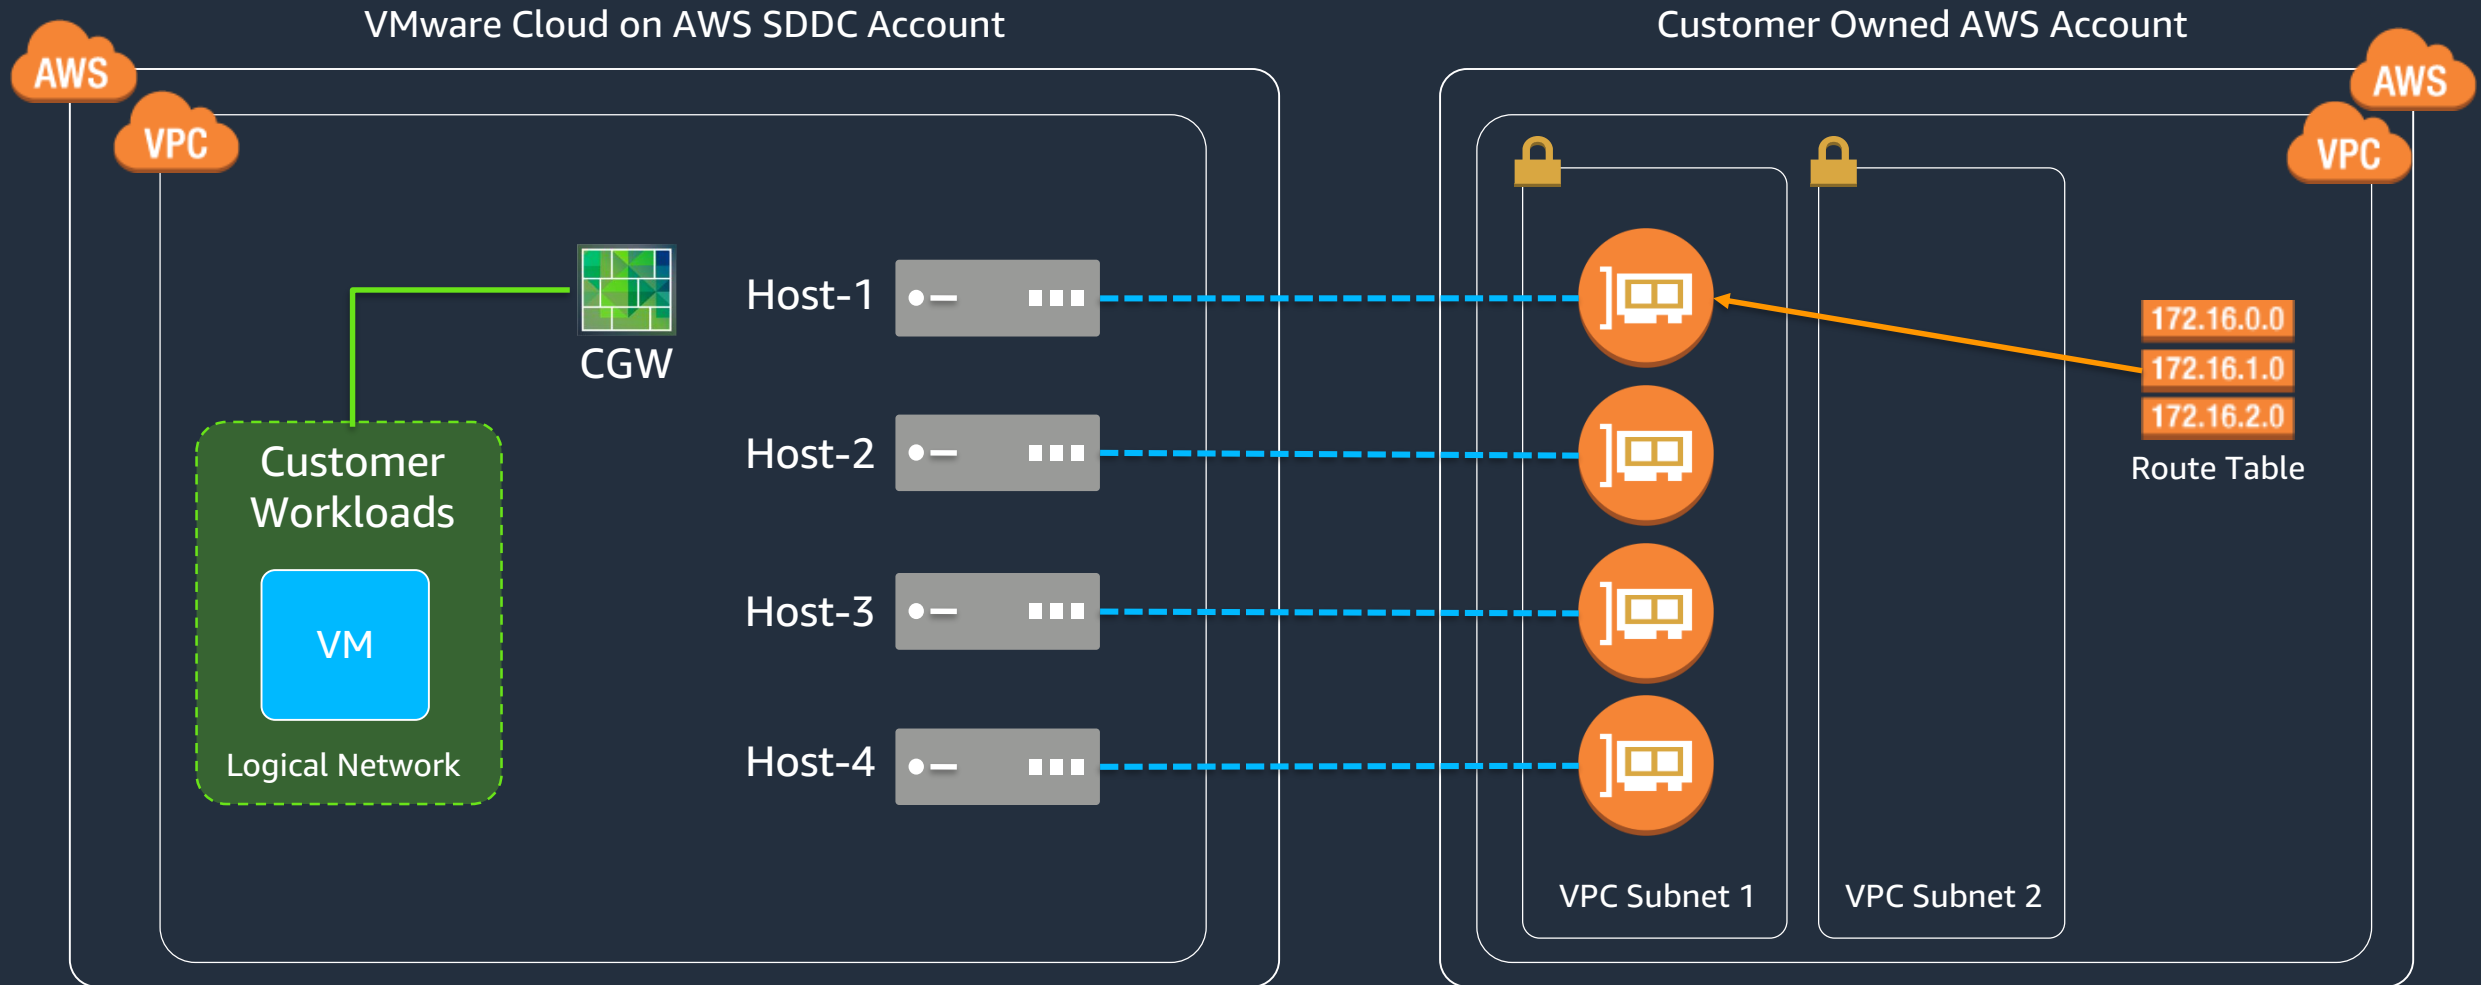 VMware Cloud on AWS SDDC Account
AWS
VPC
CGW
Customer
Workloads
VM
Logical Network
Host-1
Host-2
Host-3
Host-4
Customer Owned AWS Account
AWS
VPC
VPC Subnet 1
VPC Subnet 2
172.16.0.0
172.16.1.0
172.16.2.0
Route Table